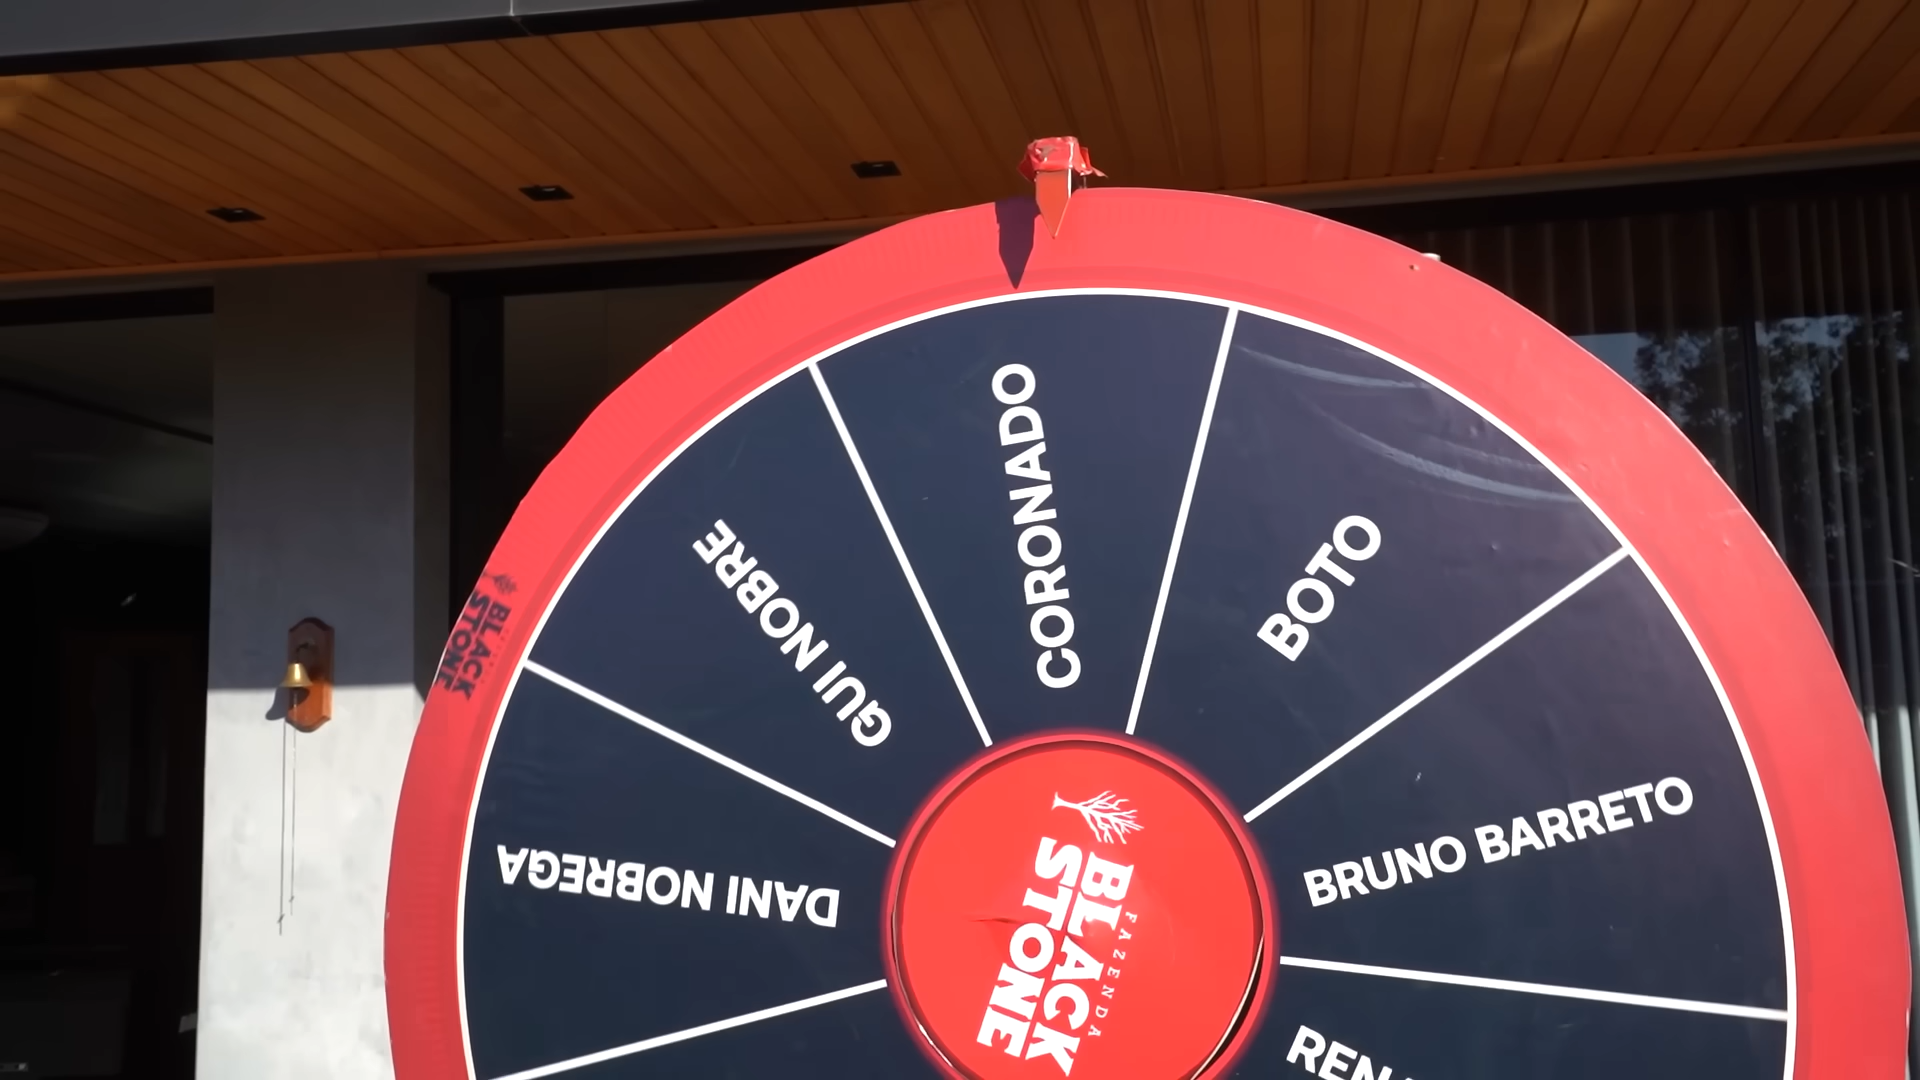 CORONADO
BOTO
GUI NOBRE
BRUNO BARRETO
DANI NOBREGA
BLACK
STONE
FAZENDA
BLACK
STONE